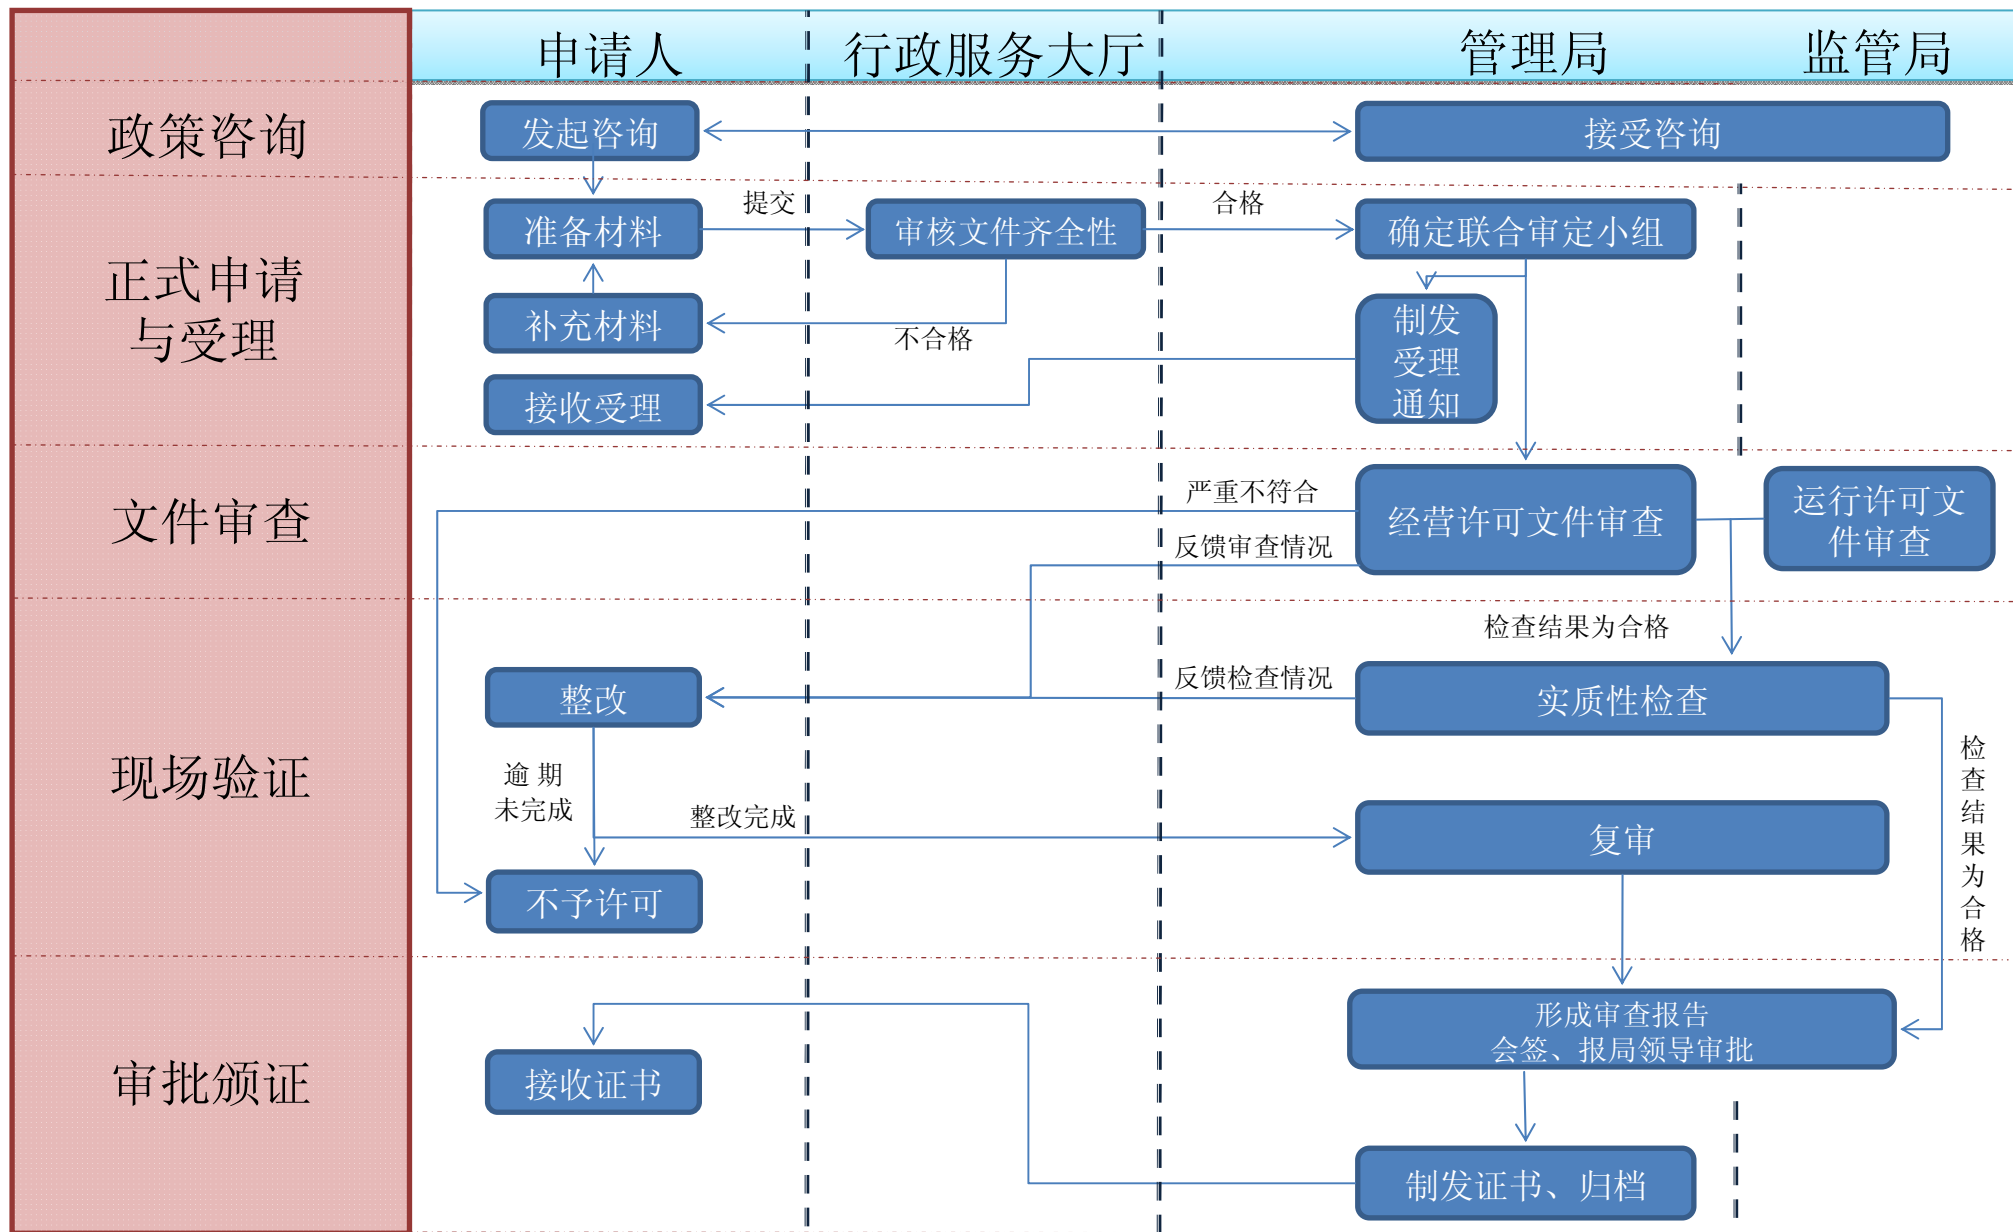 申请人
行政服务大厅
管理局
监管局
政策咨询
发起咨询
接受咨询
正式申请
与受理
准备材料
提交
审核文件齐全性
合格
确定联合审定小组
补充材料
不合格
制发
受理
通知
接收受理
文件审查
严重不符合
经营许可文件审查
运行许可文
件审查
反馈审查情况
现场验证
检查结果为合格
整改
反馈检查情况
实质性检查
检查结果为合格
逾 期
未完成
整改完成
复审
不予许可
审批颁证
形成审查报告
会签、报局领导审批
接收证书
制发证书、归档